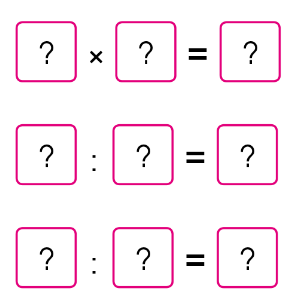 ? × ? = ?
? : ? = ?
? : ? = ?